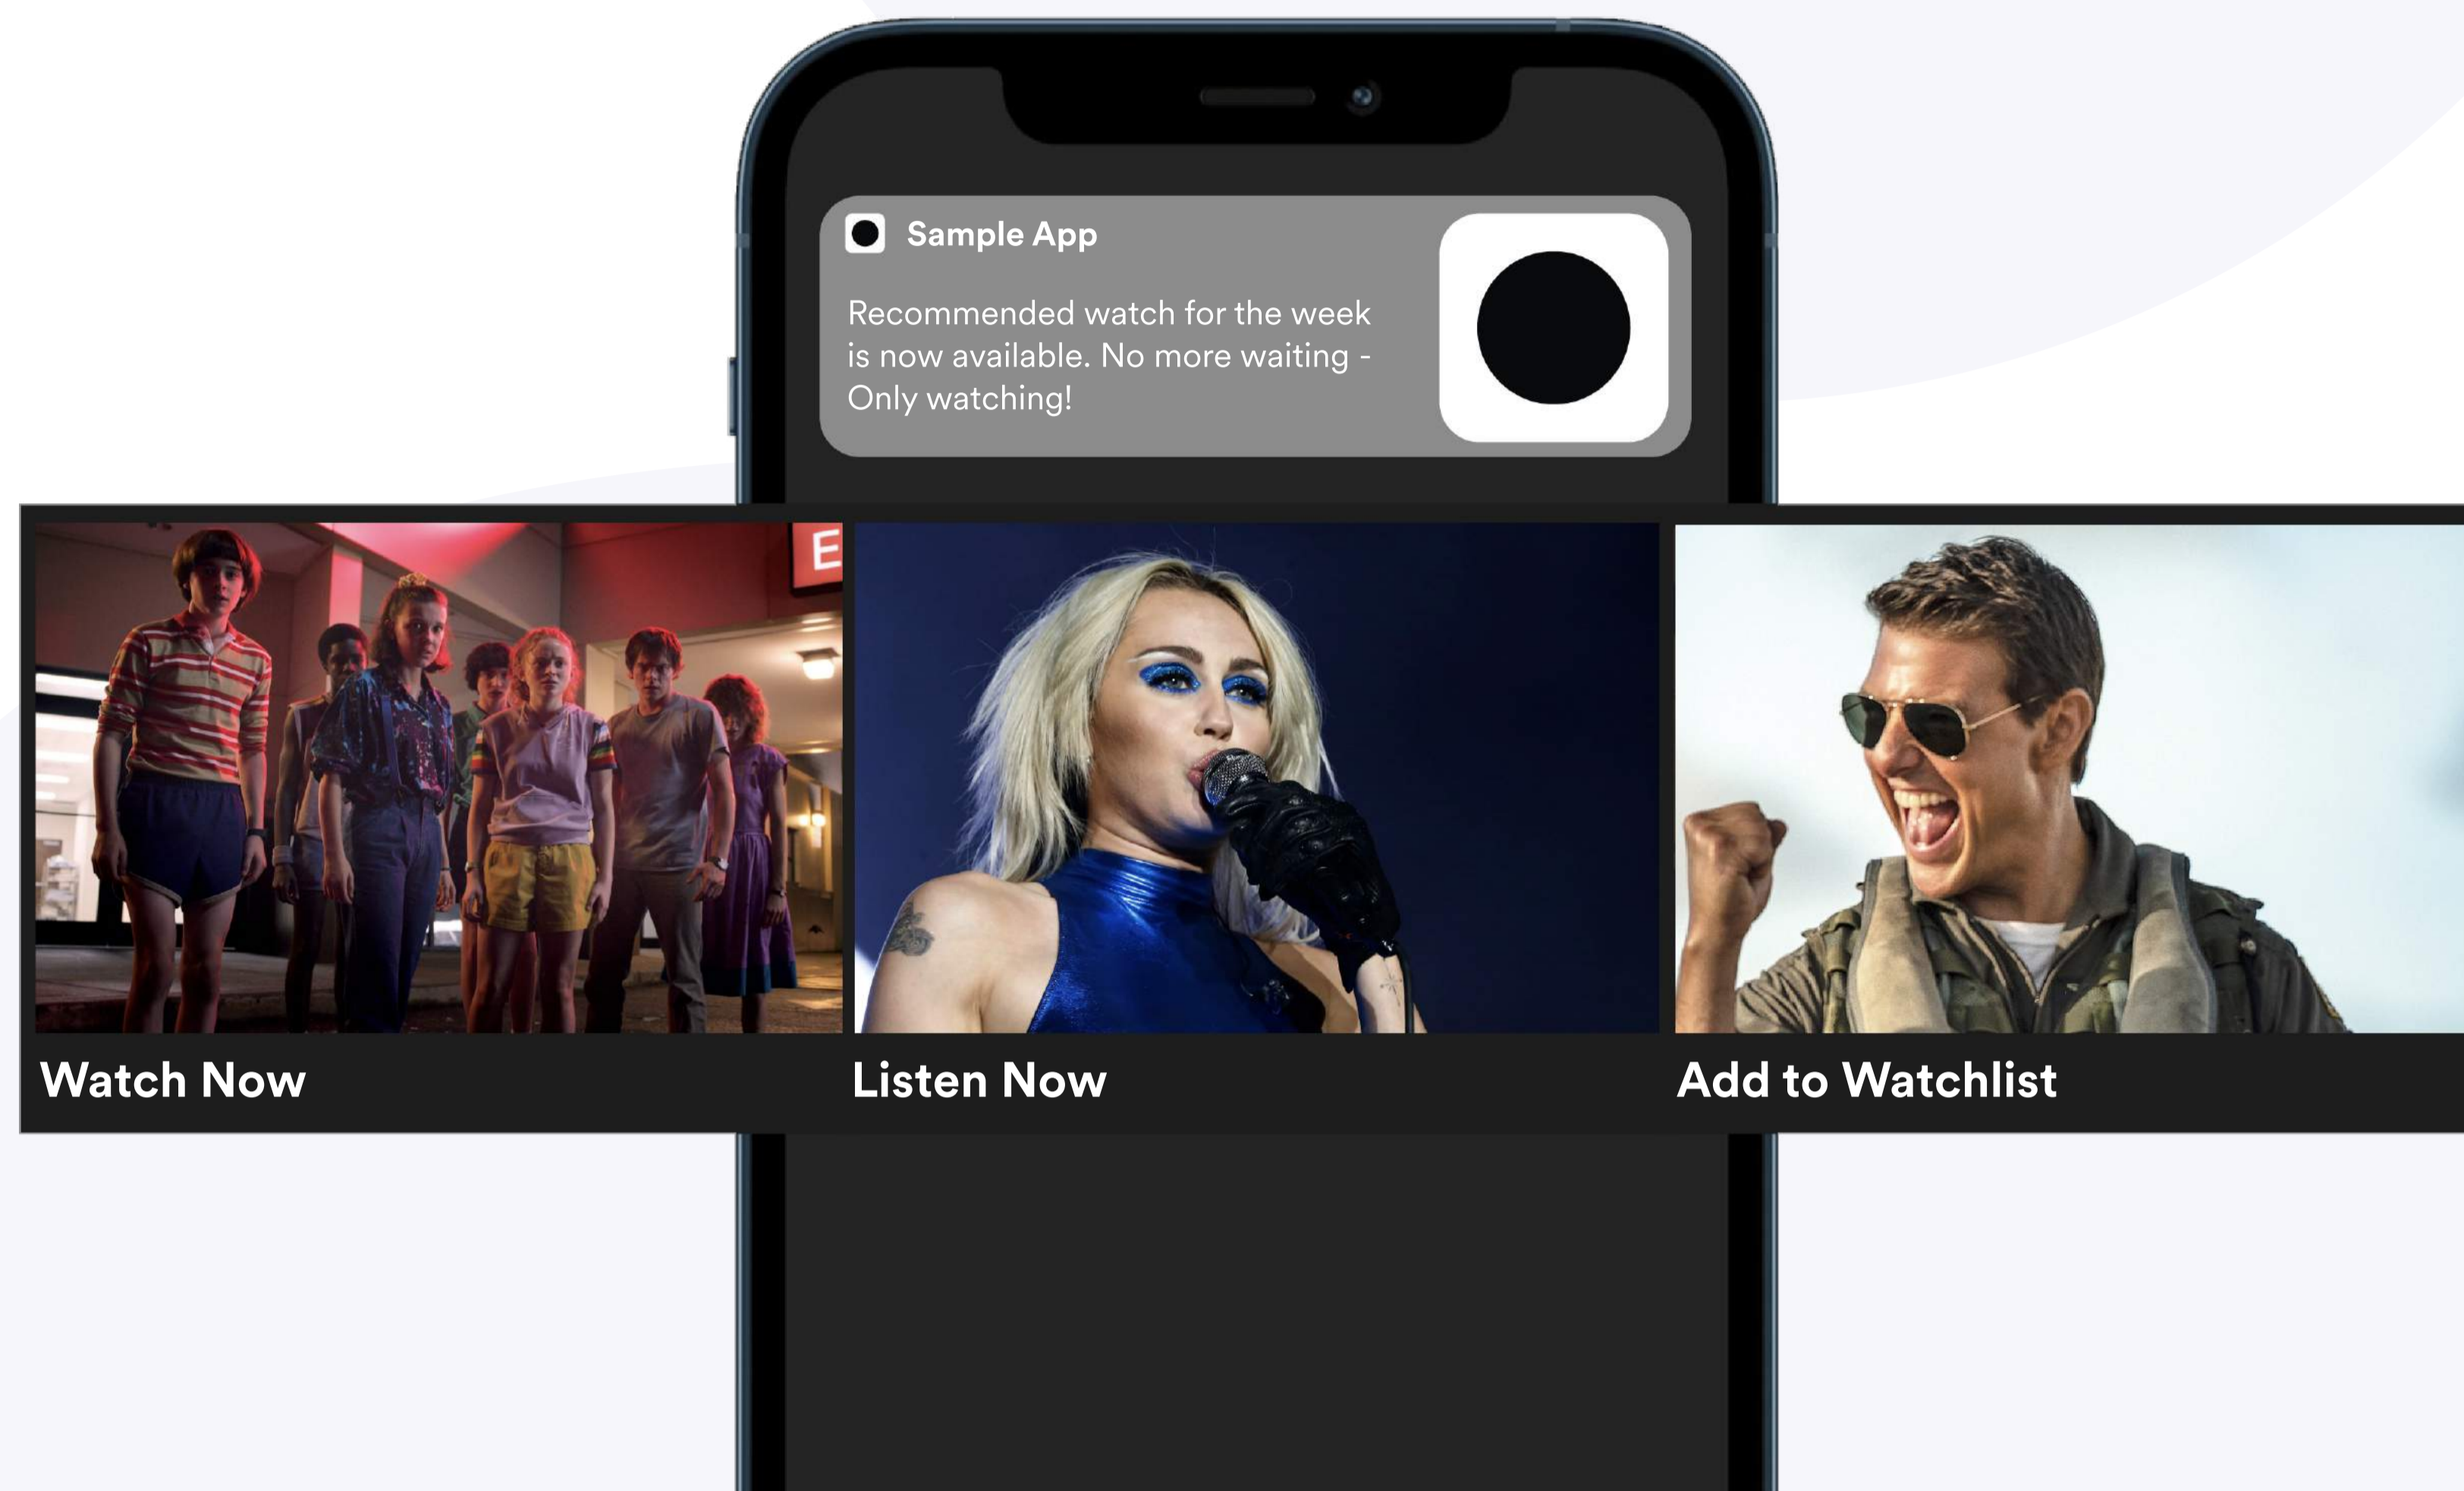 Sample App
Recommended watch for the week
is now available. No more waiting -
Only watching!
E
Watch Now
Listen Now
Add to Watchlist